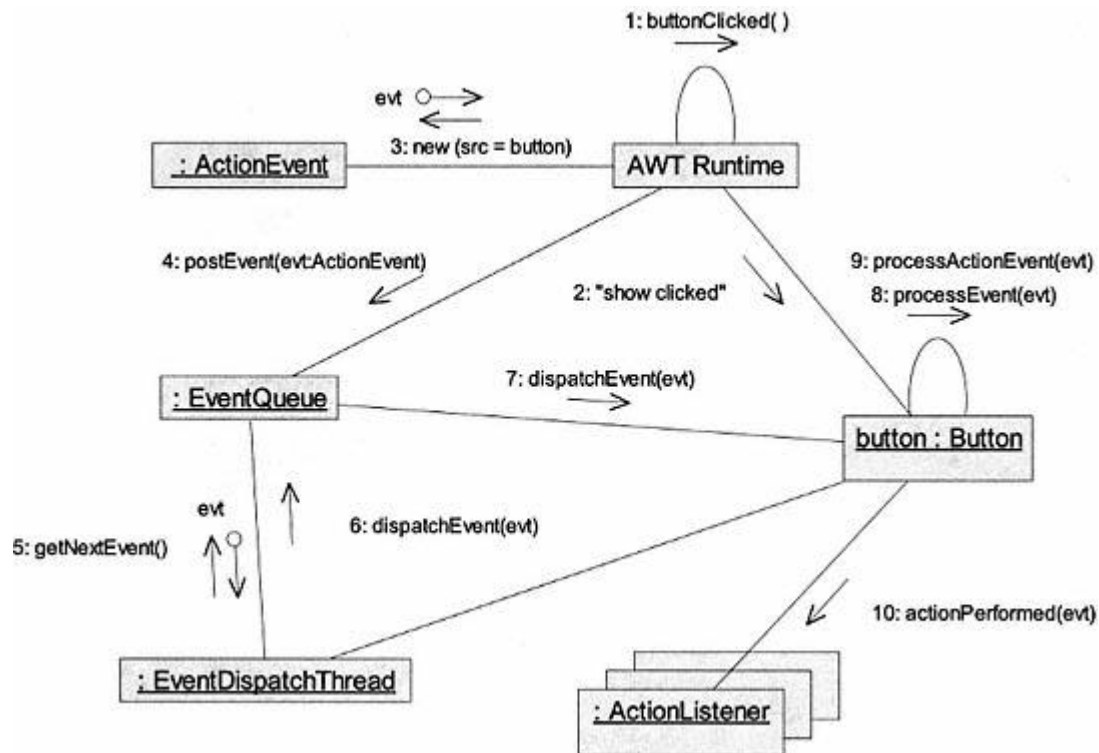 1: buttonClicked( )
evt
3: new (src = button)
: ActionEvent
AWT Runtime
4: postEvent(evt:ActionEvent)
2: "show clicked"
9: processActionEvent(evt)
8: processEvent(evt)
7: dispatchEvent(evt)
: EventQueue
button : Button
evt
6: dispatchEvent(evt)
5: getNextEvent()
10: actionPerformed(evt)
: EventDispatchThread
: ActionListener